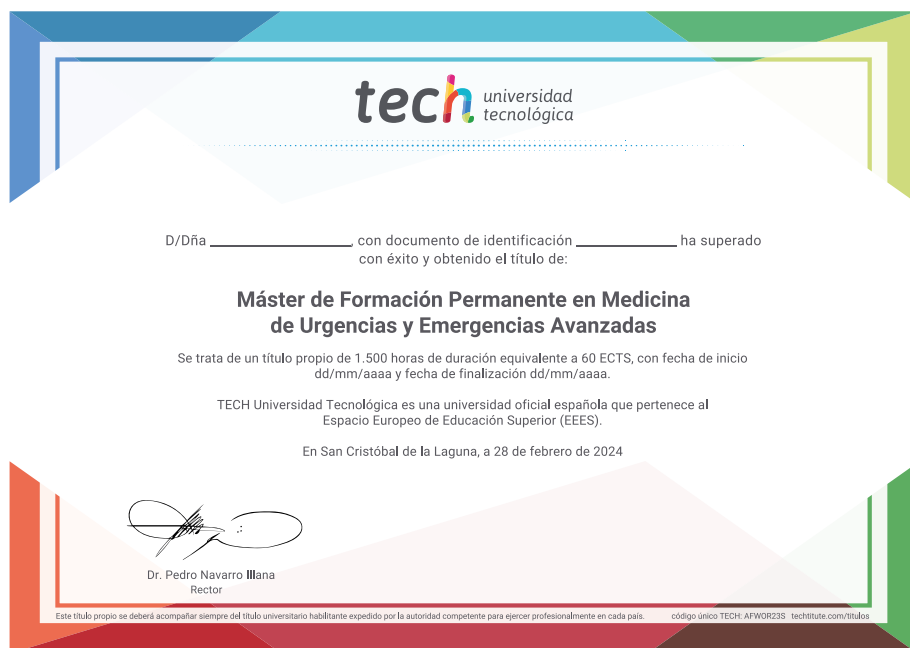 tech universidad
tecnológica
D/Dña ______________, con documento de identificación __________ ha superado
con éxito y obtenido el título de:
Máster de Formación Permanente en Medicina
de Urgencias y Emergencias Avanzadas
Se trata de un título propio de 1.500 horas de duración equivalente a 60 ECTS, con fecha de inicio
dd/mm/aaaa y fecha de finalización dd/mm/aaaa.
TECH Universidad Tecnológica es una universidad oficial española que pertenece al
Espacio Europeo de Educación Superior (EEES).
En San Cristóbal de la Laguna, a 28 de febrero de 2024
Dr. Pedro Navarro Illana
Rector
Este título propio se deberá acompañar siempre del título universitario habilitante expedido por la autoridad competente para ejercer profesionalmente en cada país. código único TECH: AFWOR23S techtitute.com/titulos